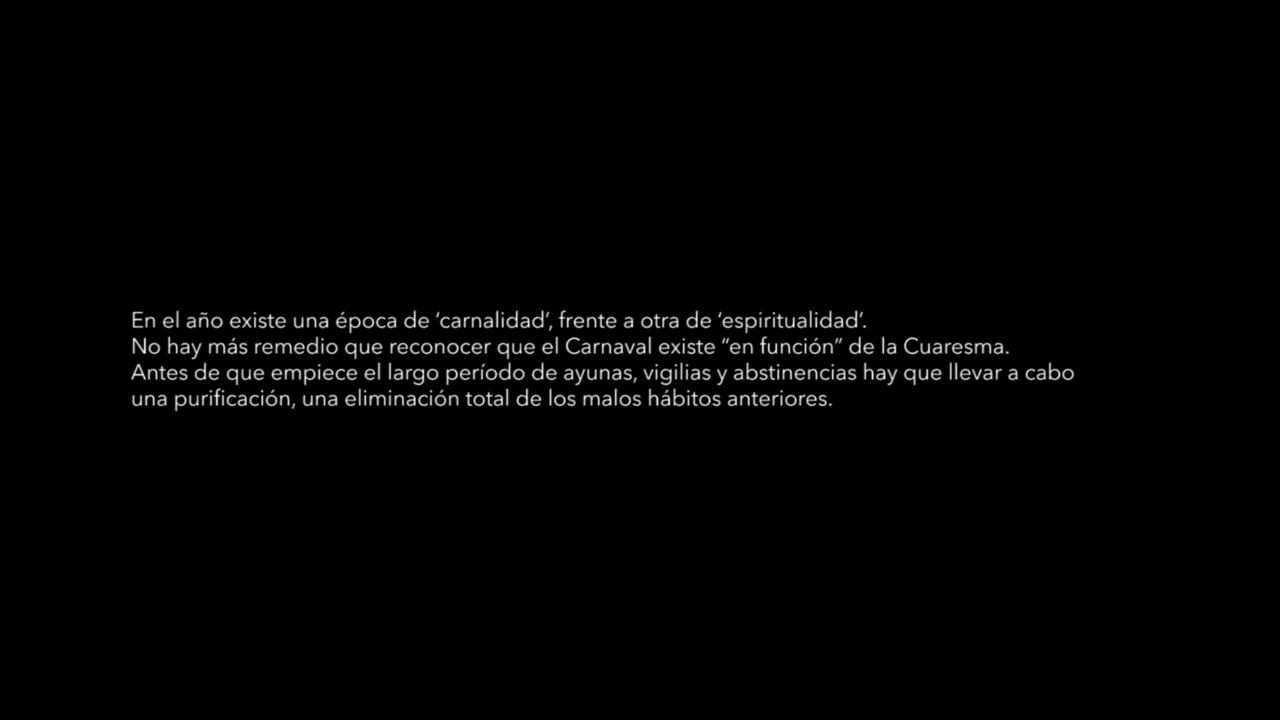 En el año existe una época de ‘carnalidad’, frente a otra de ‘espiritualidad’.
No hay más remedio que reconocer que el Carnaval existe “en función” de la Cuaresma.
Antes de que empiece el largo período de ayunas, vigilias y abstinencias hay que llevar a cabo
una purificación, una eliminación total de los malos hábitos anteriores.